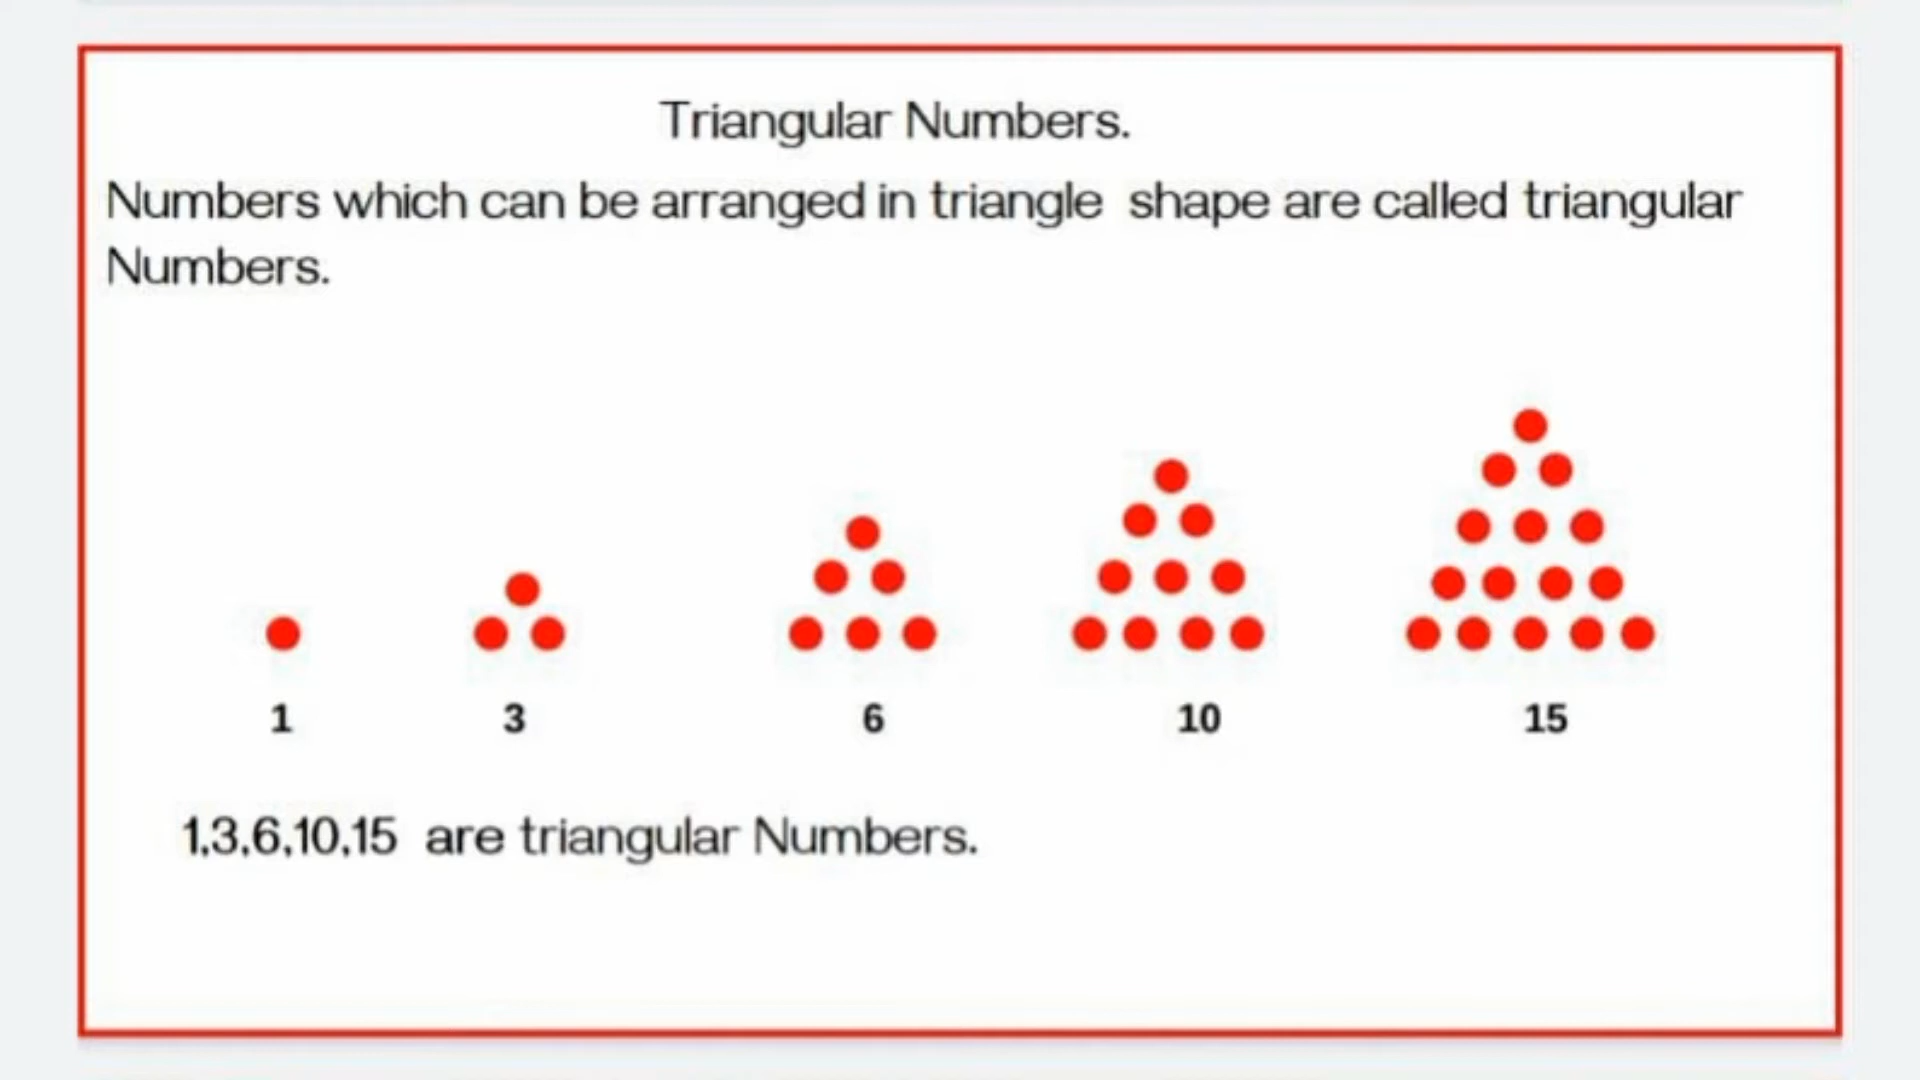 Triangular Numbers.
Numbers which can be arranged in triangle shape are called triangular
Numbers.
1 3 6 10 15
1,3,6,10,15 are triangular Numbers.